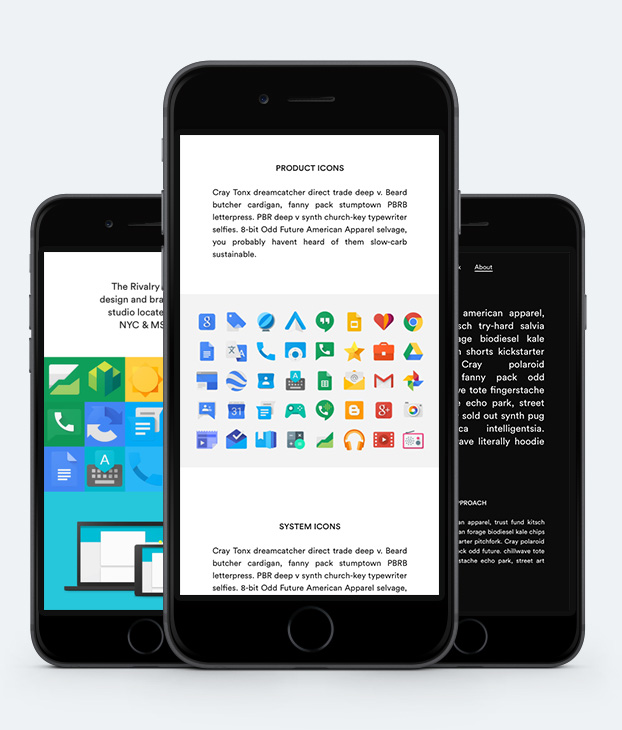 The Rivalry
design and bra
studio locate
NYC & MS
PRODUCT ICONS
Cray Tonx dreamcatcher direct trade deep v. Beard
butcher cardigan, fanny pack stumptown PBRB
letterpress. PBR deep v synth church-key typewriter
selfies. 8-bit Odd Future American Apparel selvage,
you probably havent heard of them slow-carb
sustainable.
31
SYSTEM ICONS
Cray Tonx dreamcatcher direct trade deep v. Beard
butcher cardigan, fanny pack stumptown PBRB
letterpress. PBR deep v synth church-key typewriter
selfies. 8-bit Odd Future American Apparel selvage,
About
american apparel,
sch try-hard salvia
age biodiesel kale
shorts kickstarter
Cray polaroid
fanny pack odd
ve tote fingerstache
echo park, street
sold out synth pug
ca intelligentsia.
ave literally hoodie
PROACH
an apparel, trust fund kitsch
an forage biodiesel kale chips
arter pitchfork. Cray polaroid
ck odd future. chillwave tote
stache echo park, street art